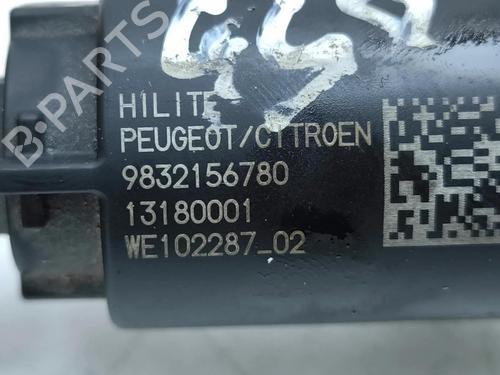 HILITE
PEUGEOT/CITROEN
9832156780
13180001
WE102287_02
B-PARTS